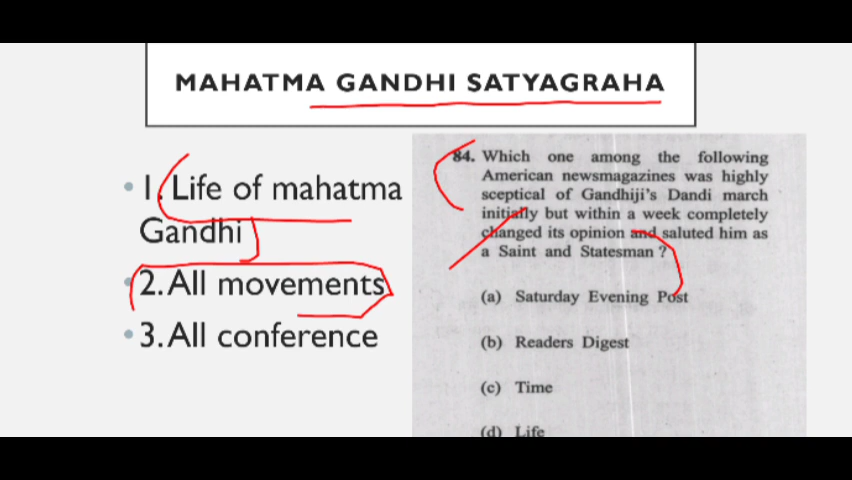 MAHATMA GANDHI SATYAGRAHA
• 1. Life of mahatma
Gandhi
• 2. All movements
• 3. All conference
84. Which one among the following
American newsmagazines was highly
sceptical of Gandhiji's Dandi march
initially but within a week completely
changed its opinion and saluted him as
a Saint and Statesman ?
(a) Saturday Evening Post
(b) Readers Digest
(c) Time
(d) Life